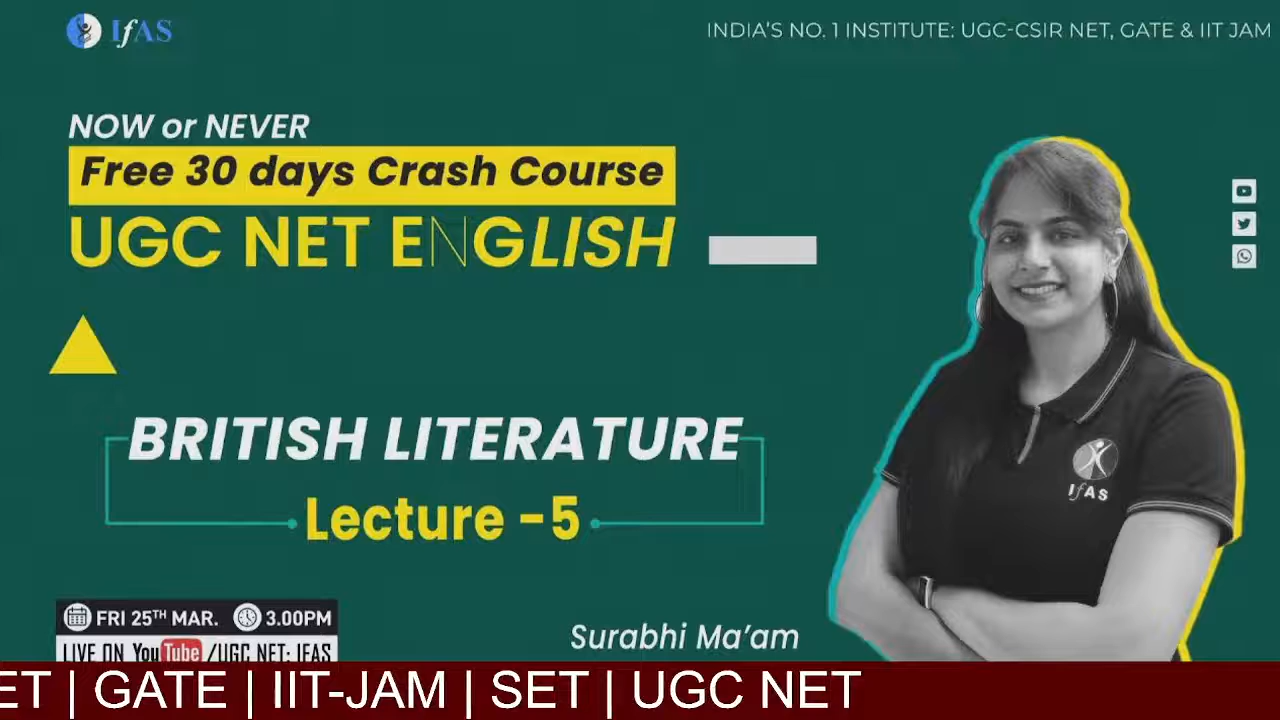 IfAS
INDIA'S NO. 1 INSTITUTE: UGC-CSIR NET, GATE & IIT JAM
NOW or NEVER
Free 30 days Crash Course
UGC NET ENGLISH
BRITISH LITERATURE
Lecture -5
IfAS
FRI 25TH MAR. 3.00PM
LIVE ON YouTube /UGC NET: IFAS
Surabhi Ma'am
ET | GATE | IIT-JAM | SET | UGC NET